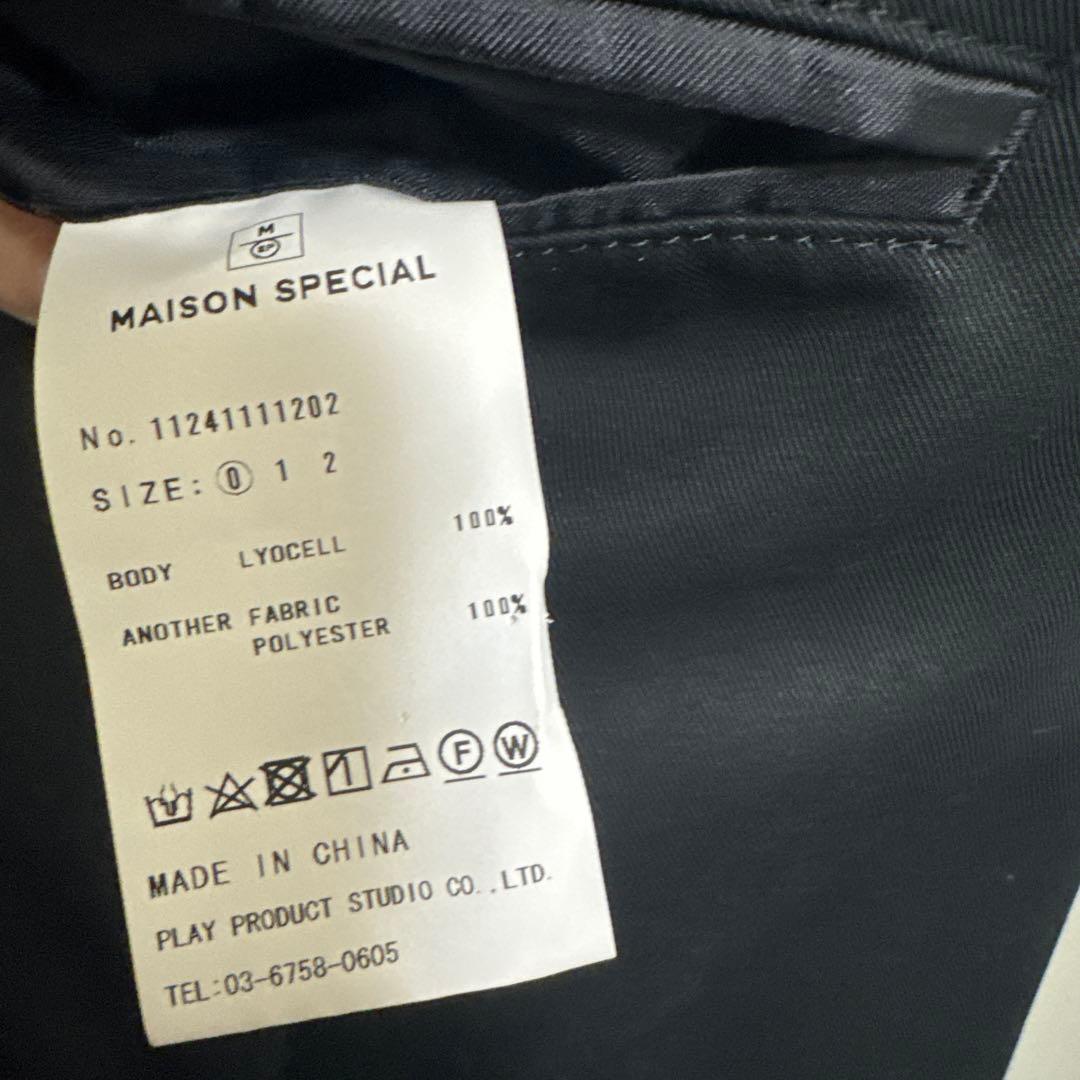 M
SP
MAISON SPECIAL
No. 11241111202
SIZE: 0 1 2
BODY LYOCELL 100%
ANOTHER FABRIC
POLYESTER 100%
1 F W
MADE IN CHINA
PLAY PRODUCT STUDIO CO.,LTD.
TEL:03-6758-0605